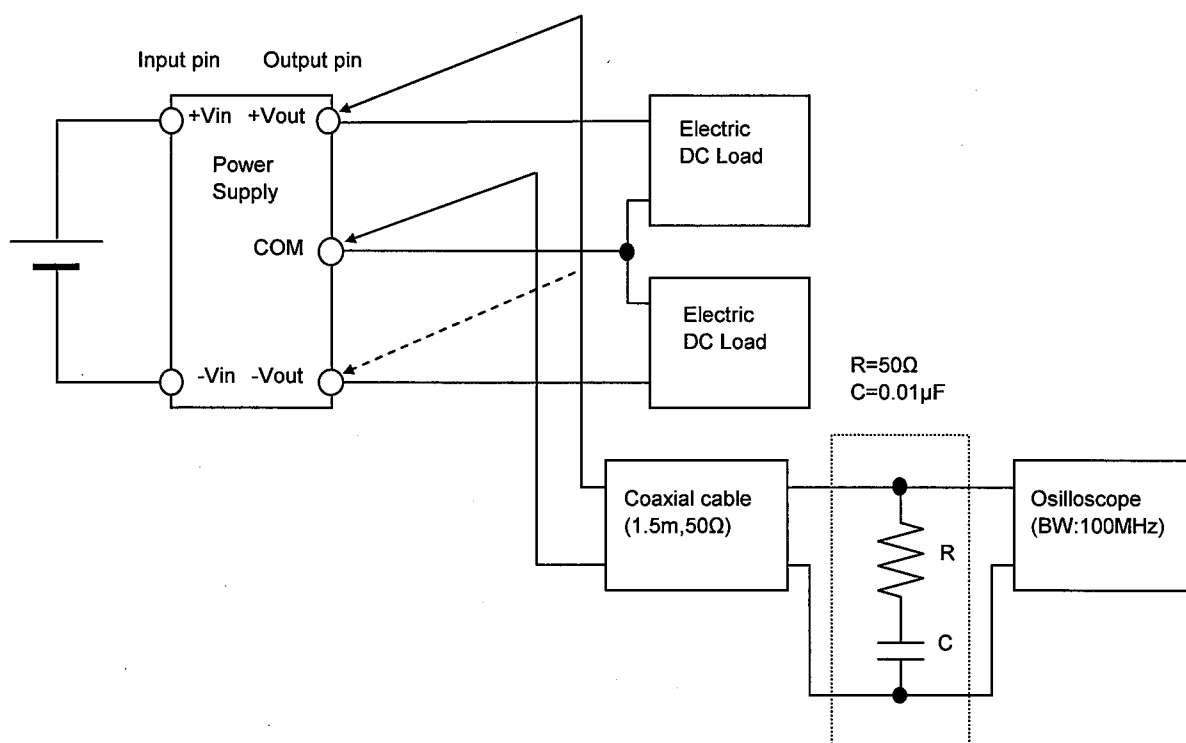 Input pin Output pin
+Vin +Vout
Power
Supply
COM
-Vin -Vout
Electric
DC Load
Electric
DC Load
R=50Ω
C=0.01µF
Coaxial cable
(1.5m,50Ω)
R
C
Osilloscope
(BW:100MHz)